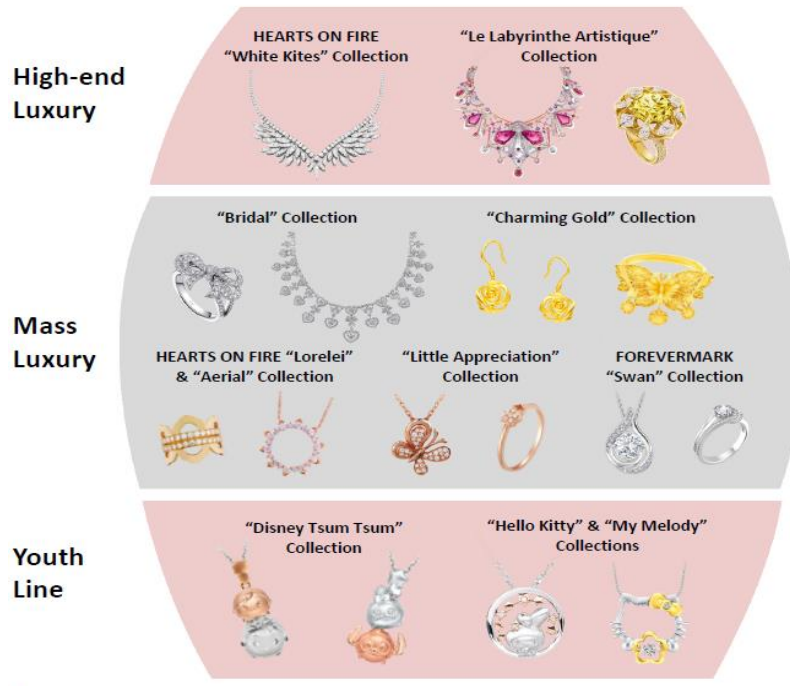 High-end
Luxury
HEARTS ON FIRE
“White Kites” Collection
“Le Labyrinthe Artistique”
Collection
Mass
Luxury
“Bridal” Collection
“Charming Gold” Collection
HEARTS ON FIRE “Lorelei”
& “Aerial” Collection
“Little Appreciation”
Collection
FOREVERMARK
“Swan” Collection
Youth
Line
“Disney Tsum Tsum”
Collection
“Hello Kitty” & “My Melody”
Collections